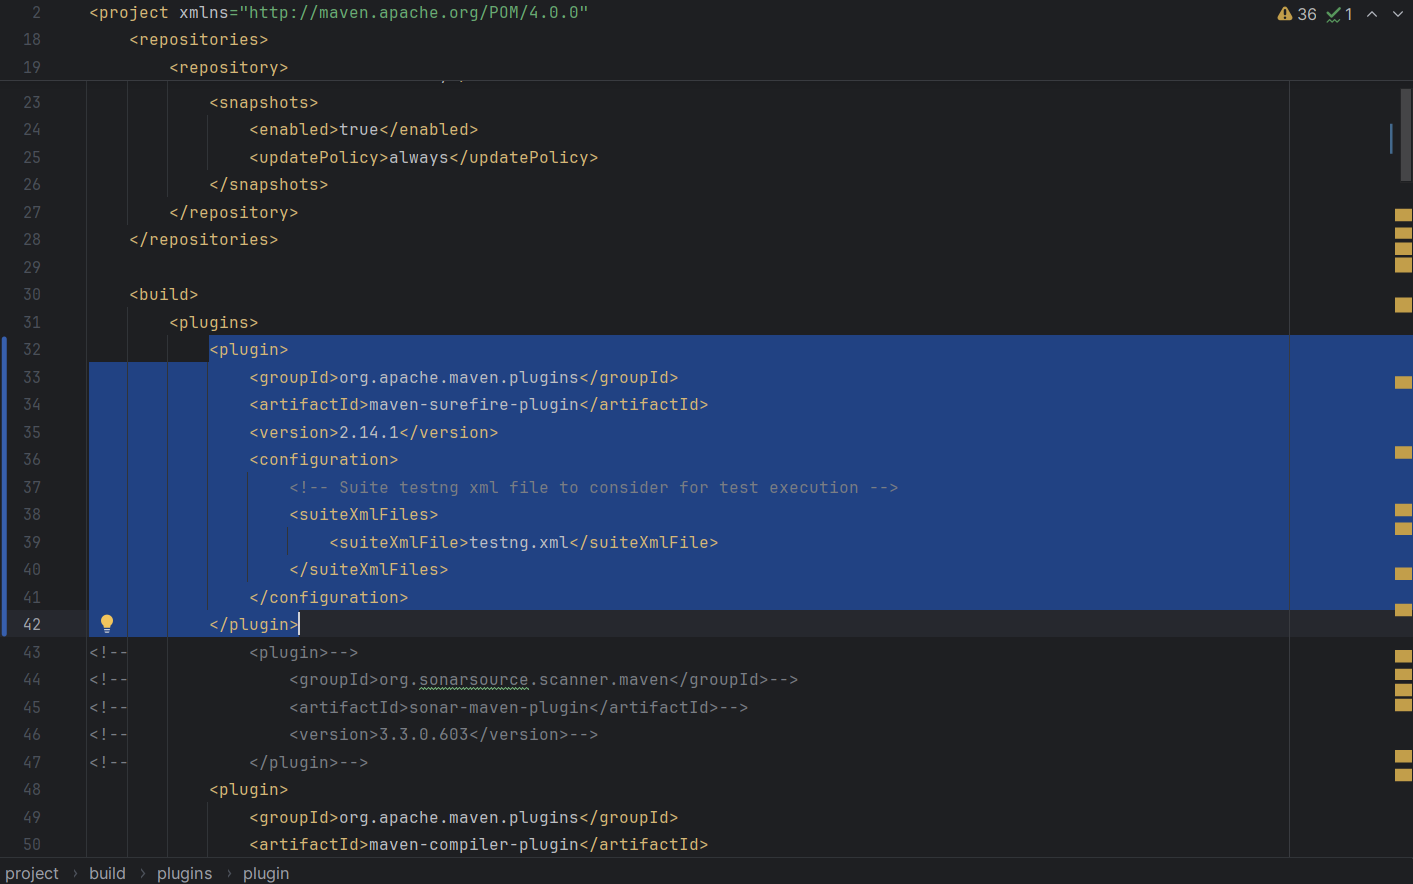 2 <project xmlns="http://maven.apache.org/POM/4.0.0" 36 1
18 <repositories>
19 <repository>
23 <snapshots>
24 <enabled>true</enabled>
25 <updatePolicy>always</updatePolicy>
26 </snapshots>
27 </repository>
28 </repositories>
29
30 <build>
31 <plugins>
32 <plugin>
33 <groupId>org.apache.maven.plugins</groupId>
34 <artifactId>maven-surefire-plugin</artifactId>
35 <version>2.14.1</version>
36 <configuration>
37 <!-- Suite testng xml file to consider for test execution -->
38 <suiteXmlFiles>
39 <suiteXmlFile>testng.xml</suiteXmlFile>
40 </suiteXmlFiles>
41 </configuration>
42 </plugin>
43 <!-- <plugin>-->
44 <!-- <groupId>org.sonarsource.scanner.maven</groupId>-->
45 <!-- <artifactId>sonar-maven-plugin</artifactId>-->
46 <!-- <version>3.3.0.603</version>-->
47 <!-- </plugin>-->
48 <plugin>
49 <groupId>org.apache.maven.plugins</groupId>
50 <artifactId>maven-compiler-plugin</artifactId>
project › build › plugins › plugin